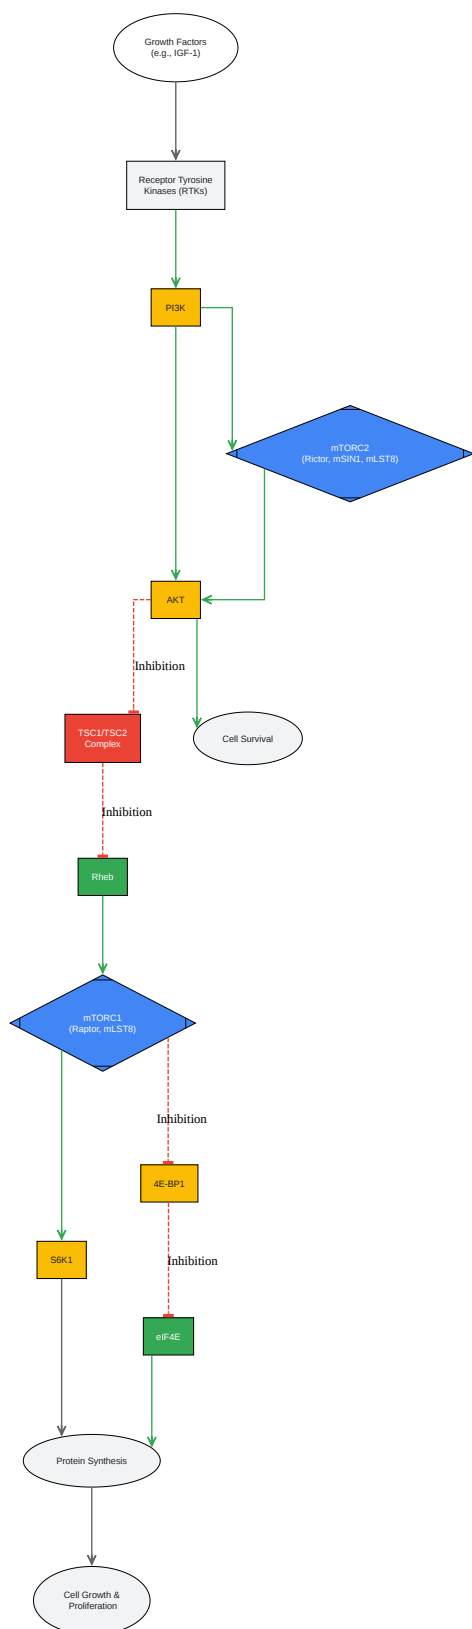 Growth Factors
(e.g., IGF-1)
Receptor Tyrosine
Kinases (RTKs)
PI3K
mTORC2
(Rictor, mSIN1, mLST8)
AKT
Inhibition
TSC1/TSC2
Complex
Cell Survival
Inhibition
Rheb
mTORC1
(Raptor, mLST8)
Inhibition
4E-BP1
S6K1
Inhibition
eIF4E
Protein Synthesis
Cell Growth &
Proliferation